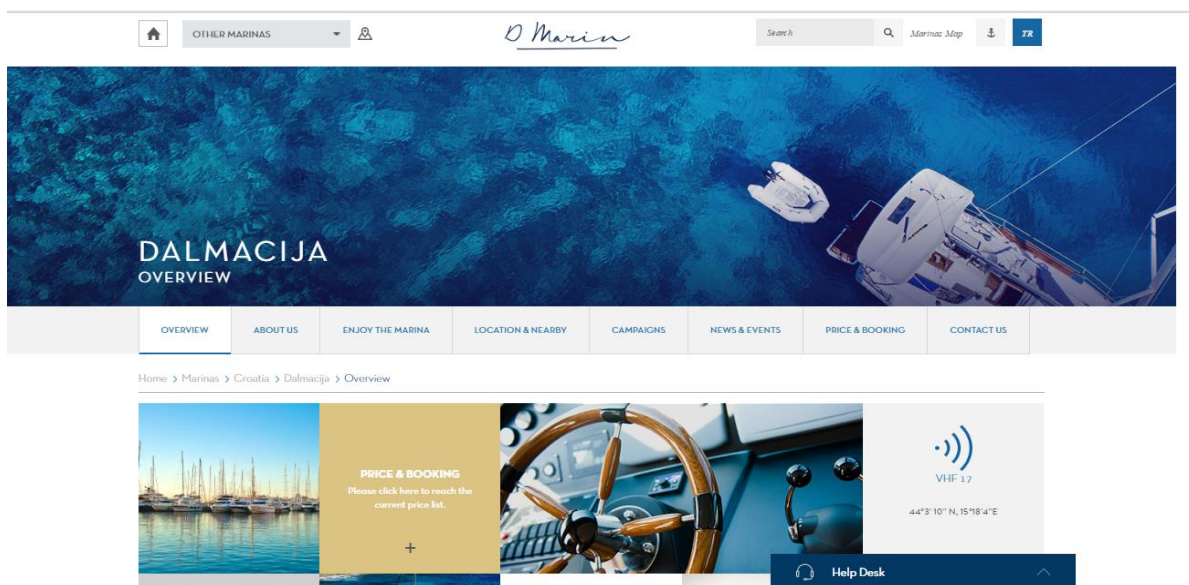 OTHER MARINAS
D Marin
Search
Marinas Map
TR
DALMACIJA
OVERVIEW
OVERVIEW
ABOUT US
ENJOY THE MARINA
LOCATION & NEARBY
CAMPAIGNS
NEWS & EVENTS
PRICE & BOOKING
CONTACT US
Home > Marinas > Croatia > Dalmacija > Overview
PRICE & BOOKING
Please click here to reach the
current price list.
+
VHF 17
44°3'10" N, 15°18'4"E
Help Desk